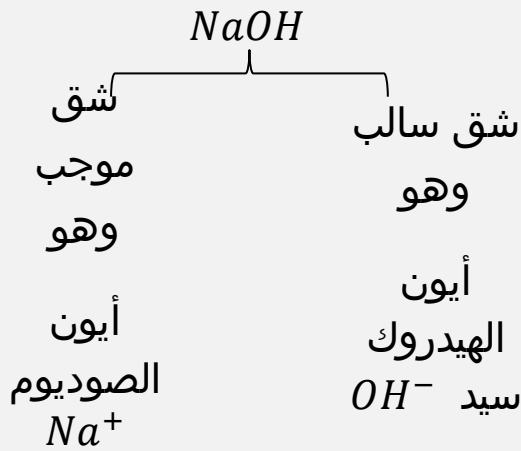 NaOH
شق
موجب
وهو
أيون
الصوديوم
Na⁺
شق سالب
وهو
أيون
الهيدروك
سيد OH⁻